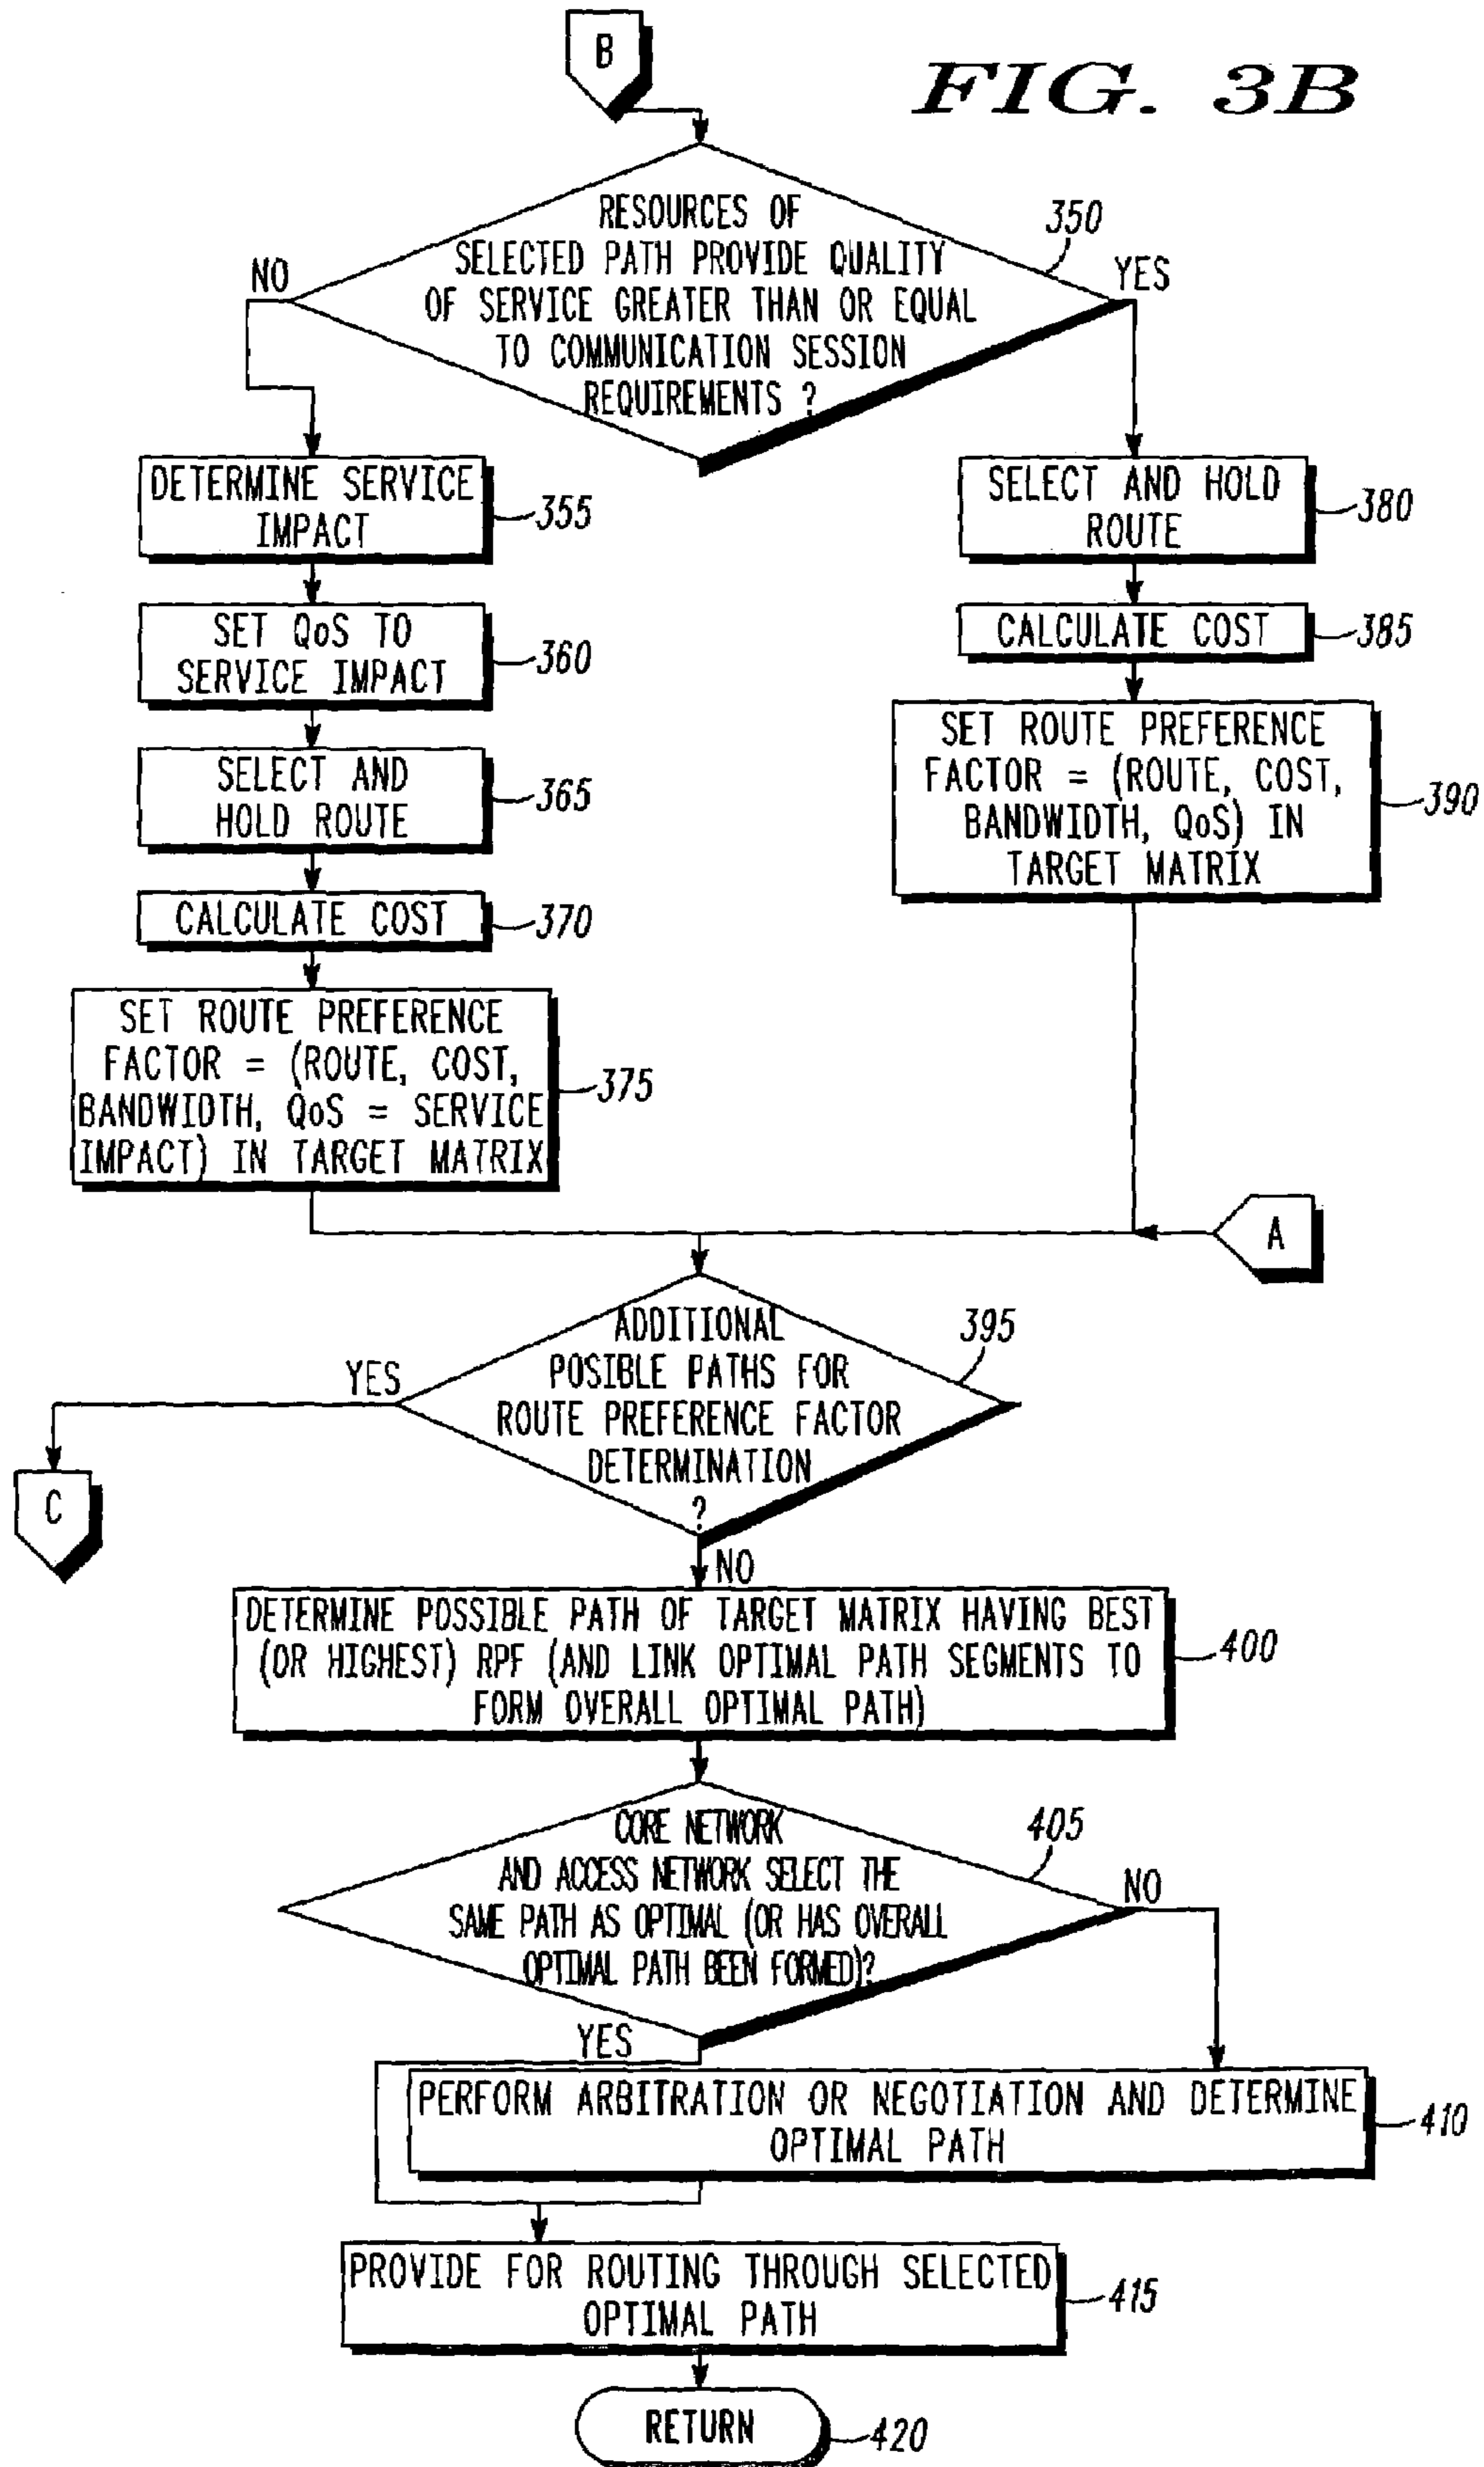 B
FIG. 3B
RESOURCES OF
SELECTED PATH PROVIDE QUALITY
OF SERVICE GREATER THAN OR EQUAL
TO COMMUNICATION SESSION
REQUIREMENTS ?
350
NO
YES
DETERMINE SERVICE
IMPACT
355
SET QoS TO
SERVICE IMPACT
360
SELECT AND
HOLD ROUTE
365
CALCULATE COST
370
SET ROUTE PREFERENCE
FACTOR = (ROUTE, COST,
BANDWIDTH, QoS = SERVICE
IMPACT) IN TARGET MATRIX
375
SELECT AND HOLD
ROUTE
380
CALCULATE COST
385
SET ROUTE PREFERENCE
FACTOR = (ROUTE, COST,
BANDWIDTH, QoS) IN
TARGET MATRIX
390
A
ADDITIONAL
POSIBLE PATHS FOR
ROUTE PREFERENCE FACTOR
DETERMINATION
?
395
YES
C
NO
DETERMINE POSSIBLE PATH OF TARGET MATRIX HAVING BEST
(OR HIGHEST) RPF (AND LINK OPTIMAL PATH SEGMENTS TO
FORM OVERALL OPTIMAL PATH)
400
CORE NETWORK
AND ACCESS NETWORK SELECT THE
SAME PATH AS OPTIMAL (OR HAS OVERALL
OPTIMAL PATH BEEN FORMED)?
405
NO
YES
PERFORM ARBITRATION OR NEGOTIATION AND DETERMINE
OPTIMAL PATH
410
PROVIDE FOR ROUTING THROUGH SELECTED
OPTIMAL PATH
415
RETURN
420